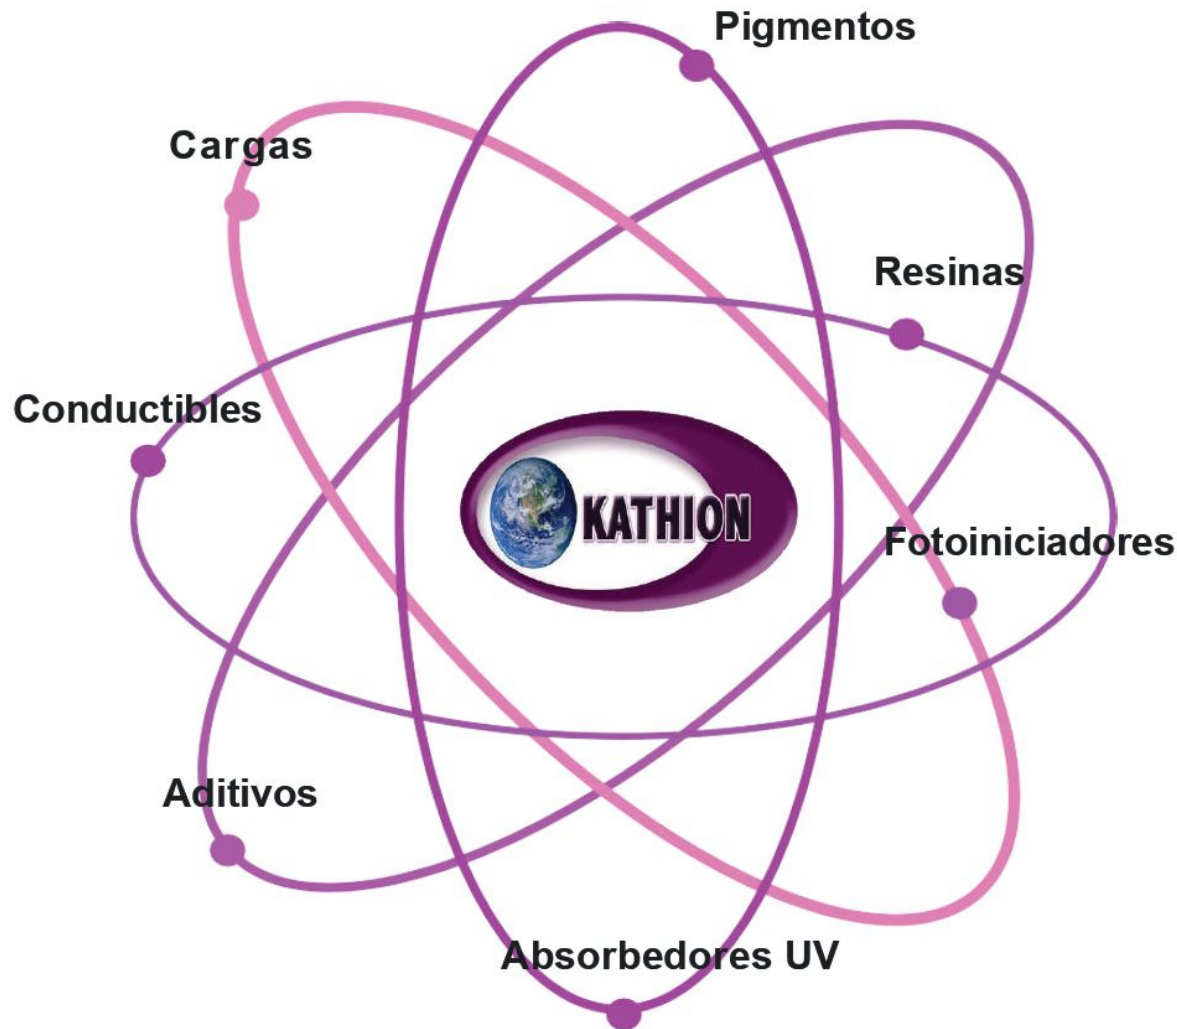 Pigmentos
Cargas
Resinas
Conductibles
KATHION
Fotoiniciadores
Aditivos
Absorbedores UV